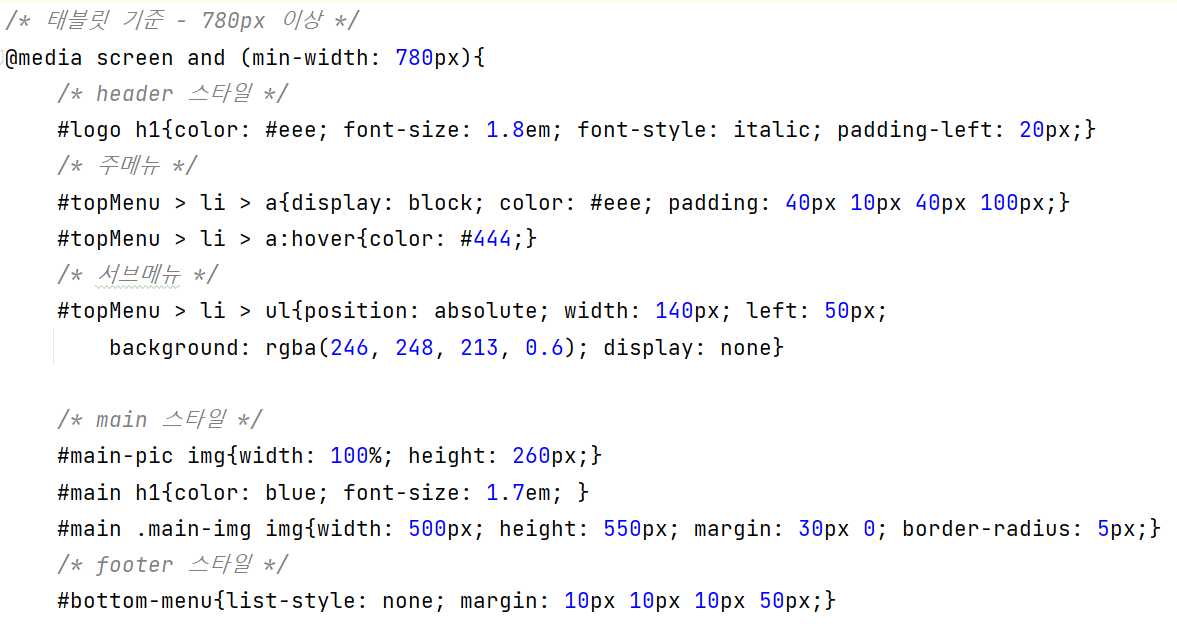 /* 태블릿 기준 - 780px 이상 */
@media screen and (min-width: 780px){
/* header 스타일 */
#logo h1{color: #eee; font-size: 1.8em; font-style: italic; padding-left: 20px;}
/* 주메뉴 */
#topMenu > li > a{display: block; color: #eee; padding: 40px 10px 40px 100px;}
#topMenu > li > a:hover{color: #444;}
/* 서브메뉴 */
#topMenu > li > ul{position: absolute; width: 140px; left: 50px;
background: rgba(246, 248, 213, 0.6); display: none}
/* main 스타일 */
#main-pic img{width: 100%; height: 260px;}
#main h1{color: blue; font-size: 1.7em; }
#main .main-img img{width: 500px; height: 550px; margin: 30px 0; border-radius: 5px;}
/* footer 스타일 */
#bottom-menu{list-style: none; margin: 10px 10px 10px 50px;}